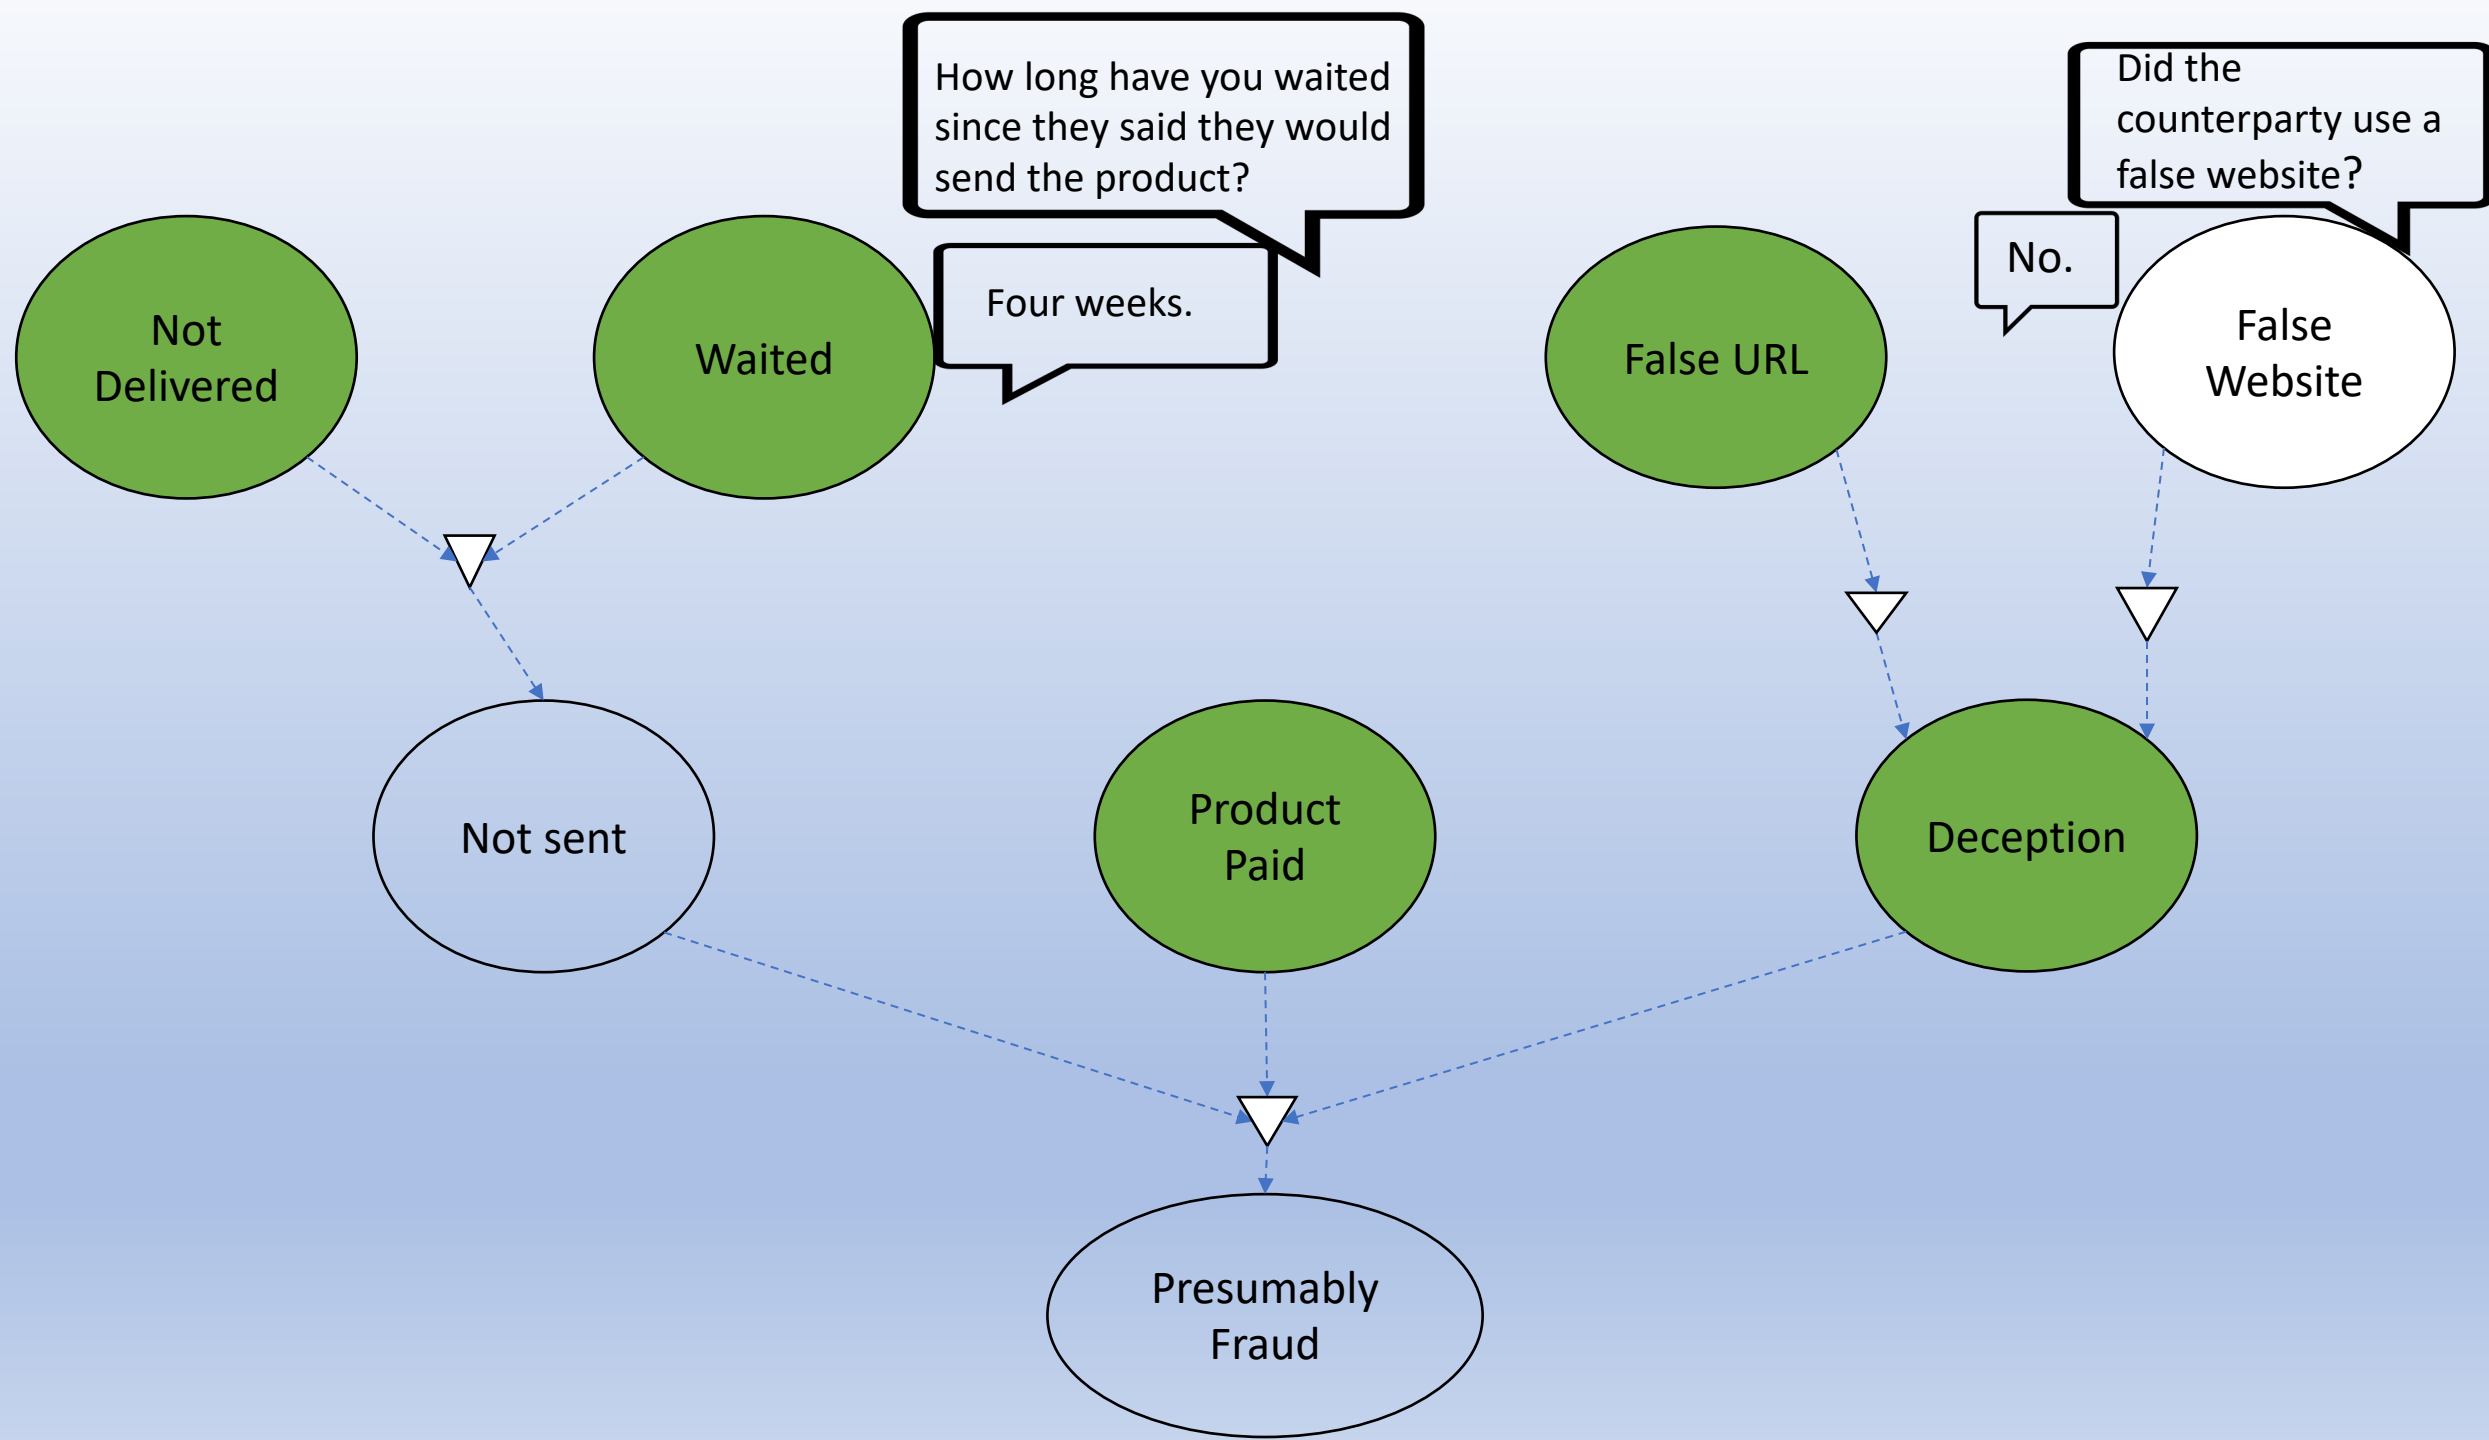 How long have you waited
since they said they would
send the product?
Did the
counterparty use a
false website?
No.
Four weeks.
Not
Delivered
Waited
False URL
False
Website
Not sent
Product
Paid
Deception
Presumably
Fraud